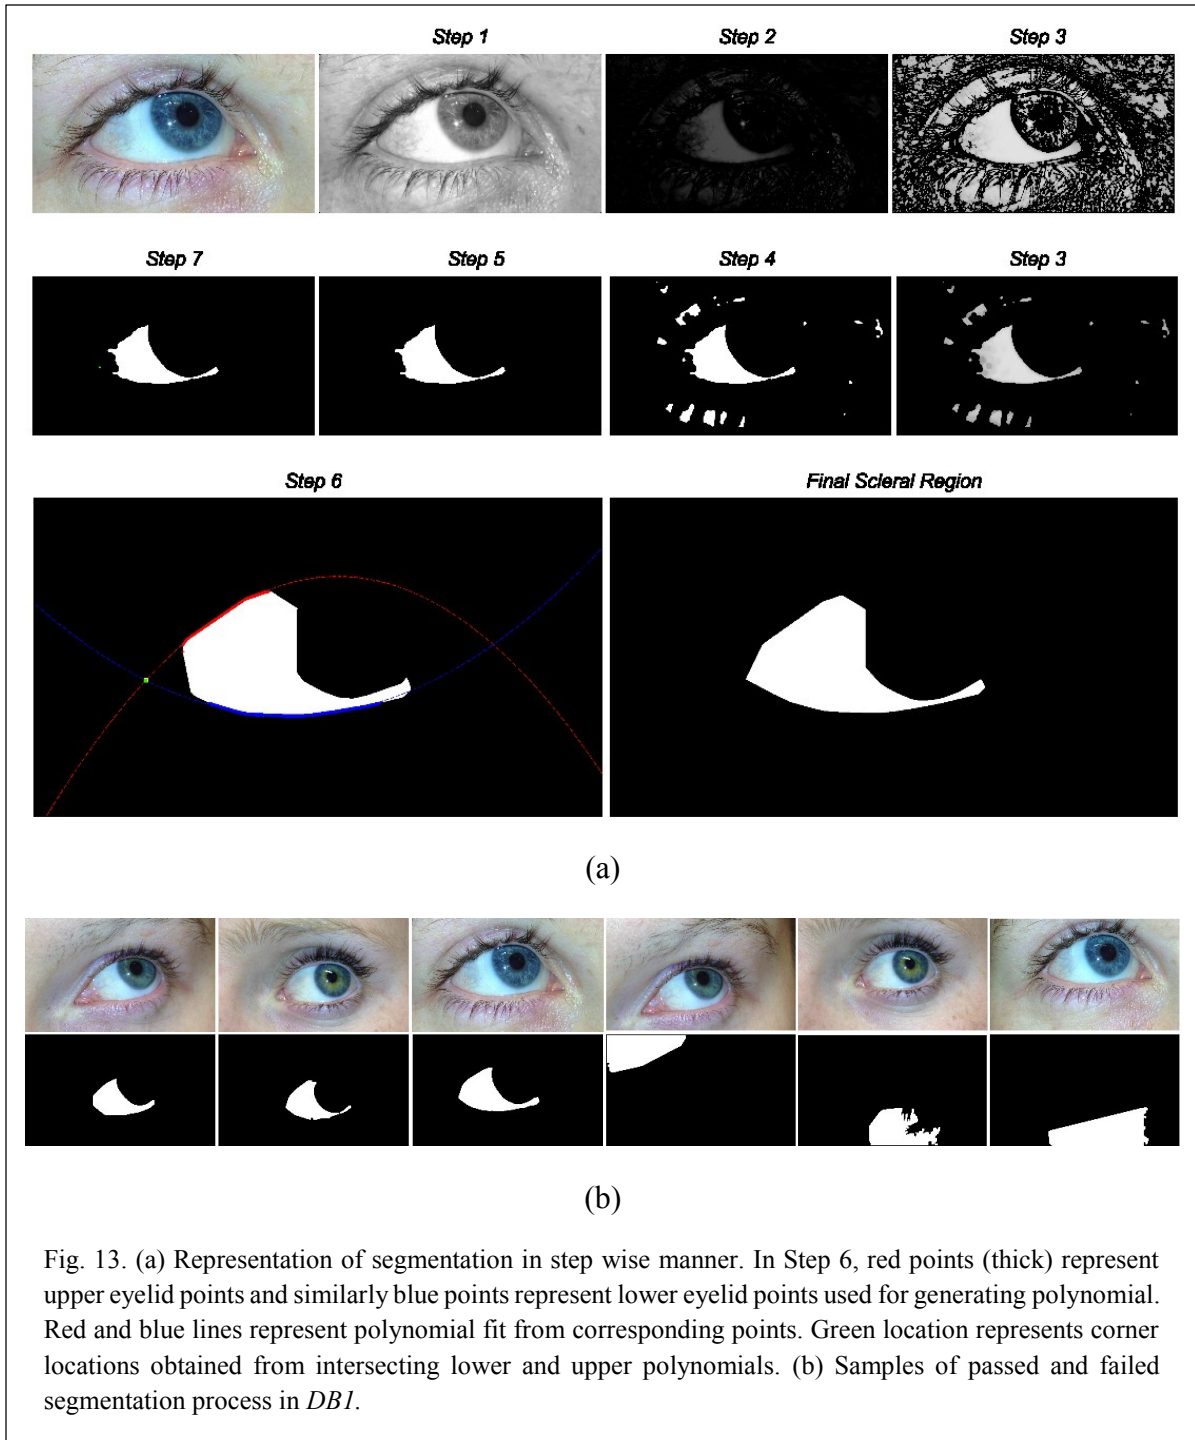 Step 1
Step 2
Step 3
Step 7
Step 5
Step 4
Step 3
Step 6
Final Scleral Region
(a)
(b)
Fig. 13. (a) Representation of segmentation in step wise manner. In Step 6, red points (thick) represent
upper eyelid points and similarly blue points represent lower eyelid points used for generating polynomial.
Red and blue lines represent polynomial fit from corresponding points. Green location represents corner
locations obtained from intersecting lower and upper polynomials. (b) Samples of passed and failed
segmentation process in DB1.